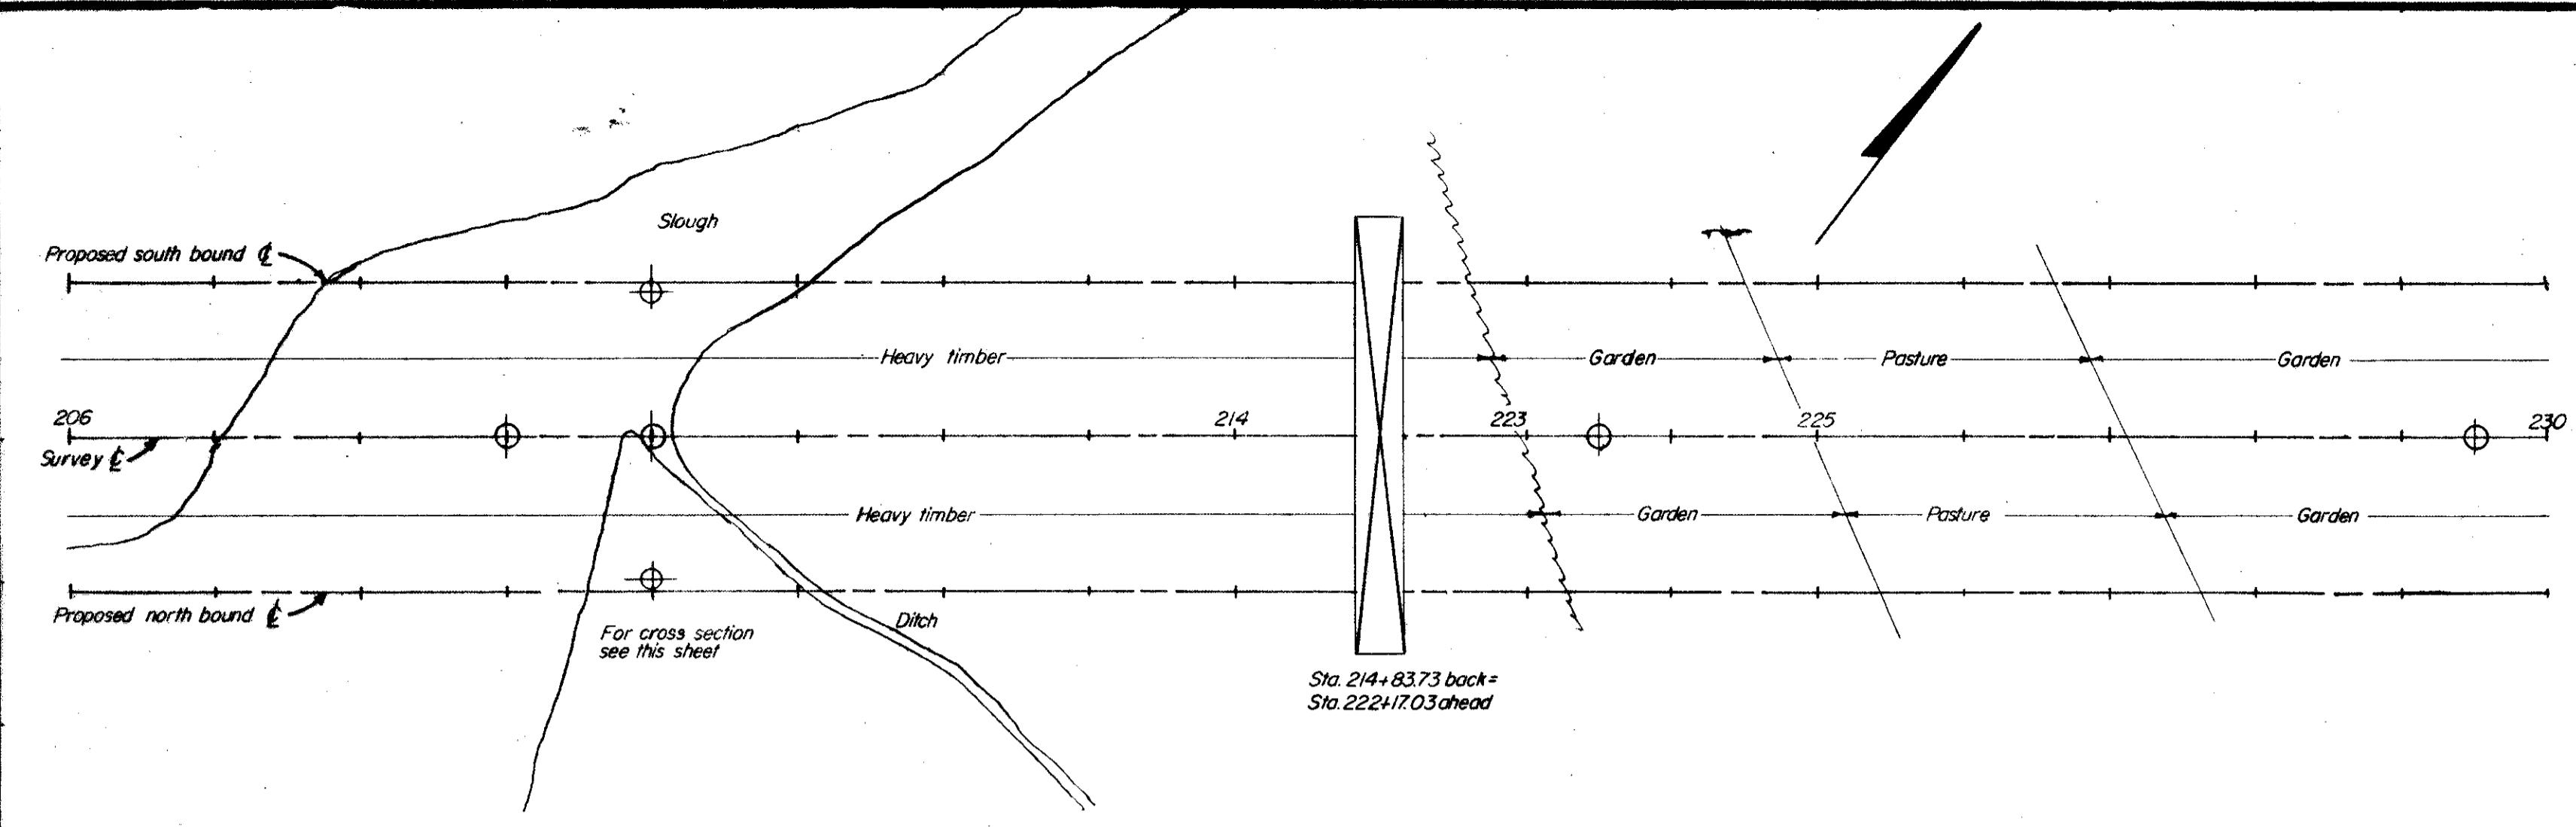 Slough
Proposed south bound ℄
Heavy timber
Garden
Pasture
Garden
206
214
223
225
230
Survey ℄
Heavy timber
Garden
Pasture
Garden
Proposed north bound ℄
Ditch
For cross section
see this sheet
Sta. 214+83.73 back=
Sta. 222+17.03 ahead